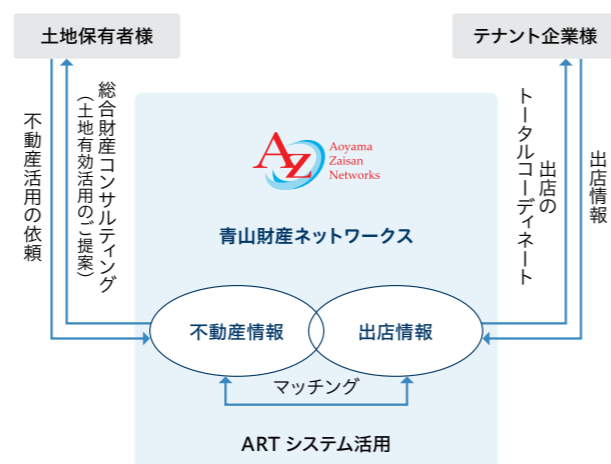 土地保有者様
テナント企業様
不動産活用の依頼
総合財産コンサルティング
（土地有効活用のご提案）
Aoyama
Zaisan
Networks
AZ
青山財産ネットワークス
出店の
トータルコーディネート
出店情報
不動産情報
出店情報
マッチング
ART システム活用